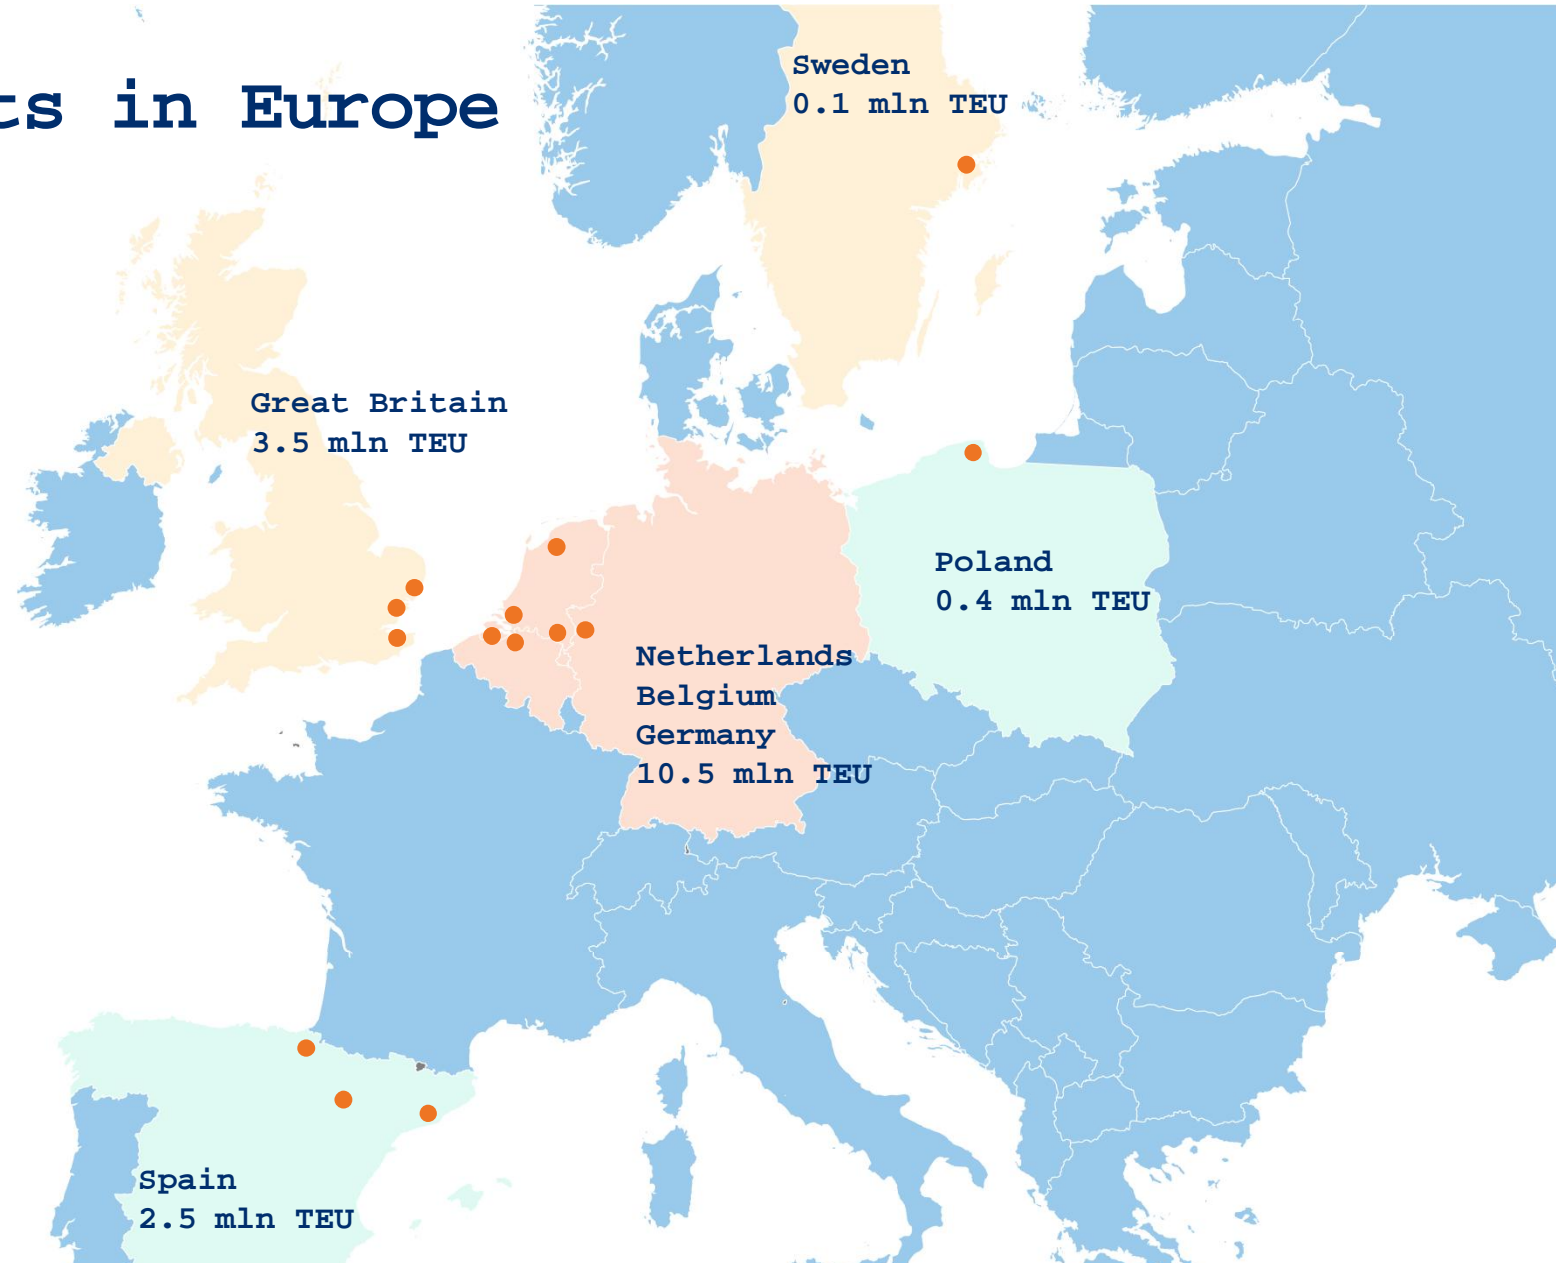 ts in Europe
Sweden
0.1 mln TEU
Great Britain
3.5 mln TEU
Poland
0.4 mln TEU
Netherlands
Belgium
Germany
10.5 mln TEU
Spain
2.5 mln TEU